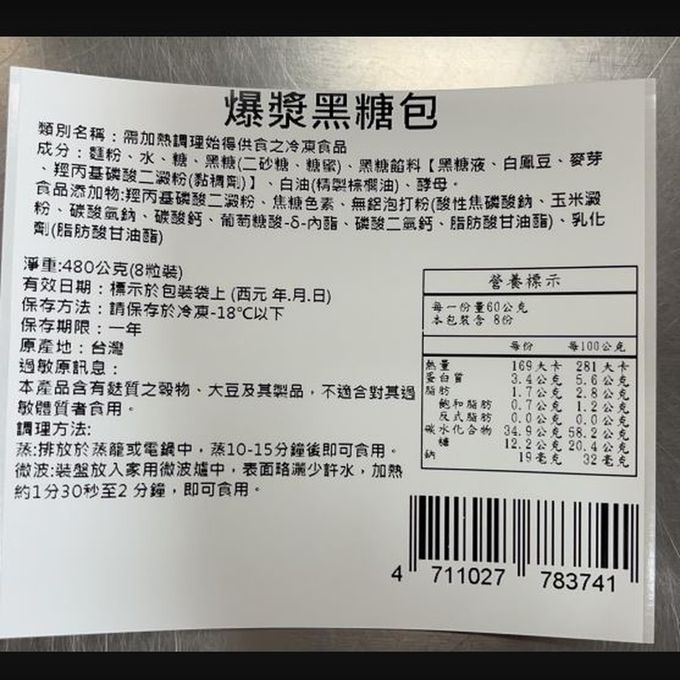 爆漿黑糖包
類別名稱：需加熱調理始得供食之冷凍食品
成分：麵粉、水、糖、黑糖(二砂糖、糖蜜)、黑糖餡料【黑糖液、白鳳豆、麥芽
、羥丙基磷酸二澱粉(黏稠劑)】、白油(精製棕櫚油)、酵母。
食品添加物:羥丙基磷酸二澱粉、焦糖色素、無鋁泡打粉(酸性焦磷酸鈉、玉米澱
粉、碳酸氫鈉、碳酸鈣、葡萄糖酸-δ-內酯、磷酸二氫鈣、脂肪酸甘油酯)、乳化
劑(脂肪酸甘油酯)
淨重:480公克(8粒裝)
有效日期：標示於包裝袋上(西元 年.月.日)
保存方法：請保存於冷凍-18℃以下
保存期限：一年
原產地：台灣
過敏原訊息：
本產品含有麩質之穀物、大豆及其製品，不適合對其過
敏體質者食用。
調理方法:
蒸:排放於蒸籠或電鍋中，蒸10-15分鐘後即可食用。
微波:裝盤放入家用微波爐中，表面略灑少許水，加熱
約1分30秒至2 分鐘，即可食用。
營養標示
每一份量60公克
本包裝含 8份
每份 每100公克
熱量 169大卡 281大卡
蛋白質 3.4公克 5.6公克
脂肪 1.7公克 2.8公克
飽和脂肪 0.7公克 1.2公克
反式脂肪 0.0公克 0.0公克
碳水化合物 34.9公克 58.2公克
糖 12.2公克 20.4公克
鈉 19毫克 32毫克
4 711027 783741